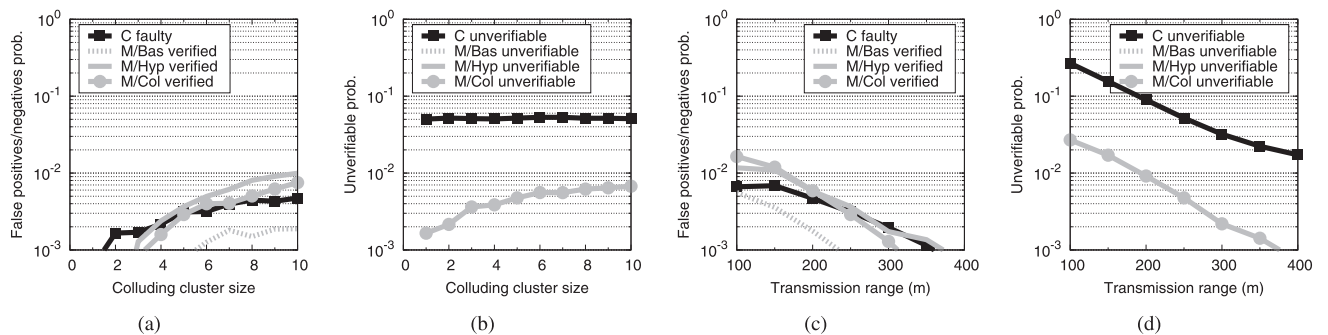 False positives/negatives prob.
10^0
10^-1
10^-2
10^-3
C faulty
M/Bas verified
M/Hyp verified
M/Col verified
0 2 4 6 8 10
Colluding cluster size
(a)
Unverifiable prob.
10^0
10^-1
10^-2
10^-3
C unverifiable
M/Bas unverifiable
M/Hyp unverifiable
M/Col unverifiable
0 2 4 6 8 10
Colluding cluster size
(b)
False positives/negatives prob.
10^0
10^-1
10^-2
10^-3
C faulty
M/Bas verified
M/Hyp verified
M/Col verified
100 200 300 400
Transmission range (m)
(c)
Unverifiable prob.
10^0
10^-1
10^-2
10^-3
C unverifiable
M/Bas unverifiable
M/Hyp unverifiable
M/Col unverifiable
100 200 300 400
Transmission range (m)
(d)